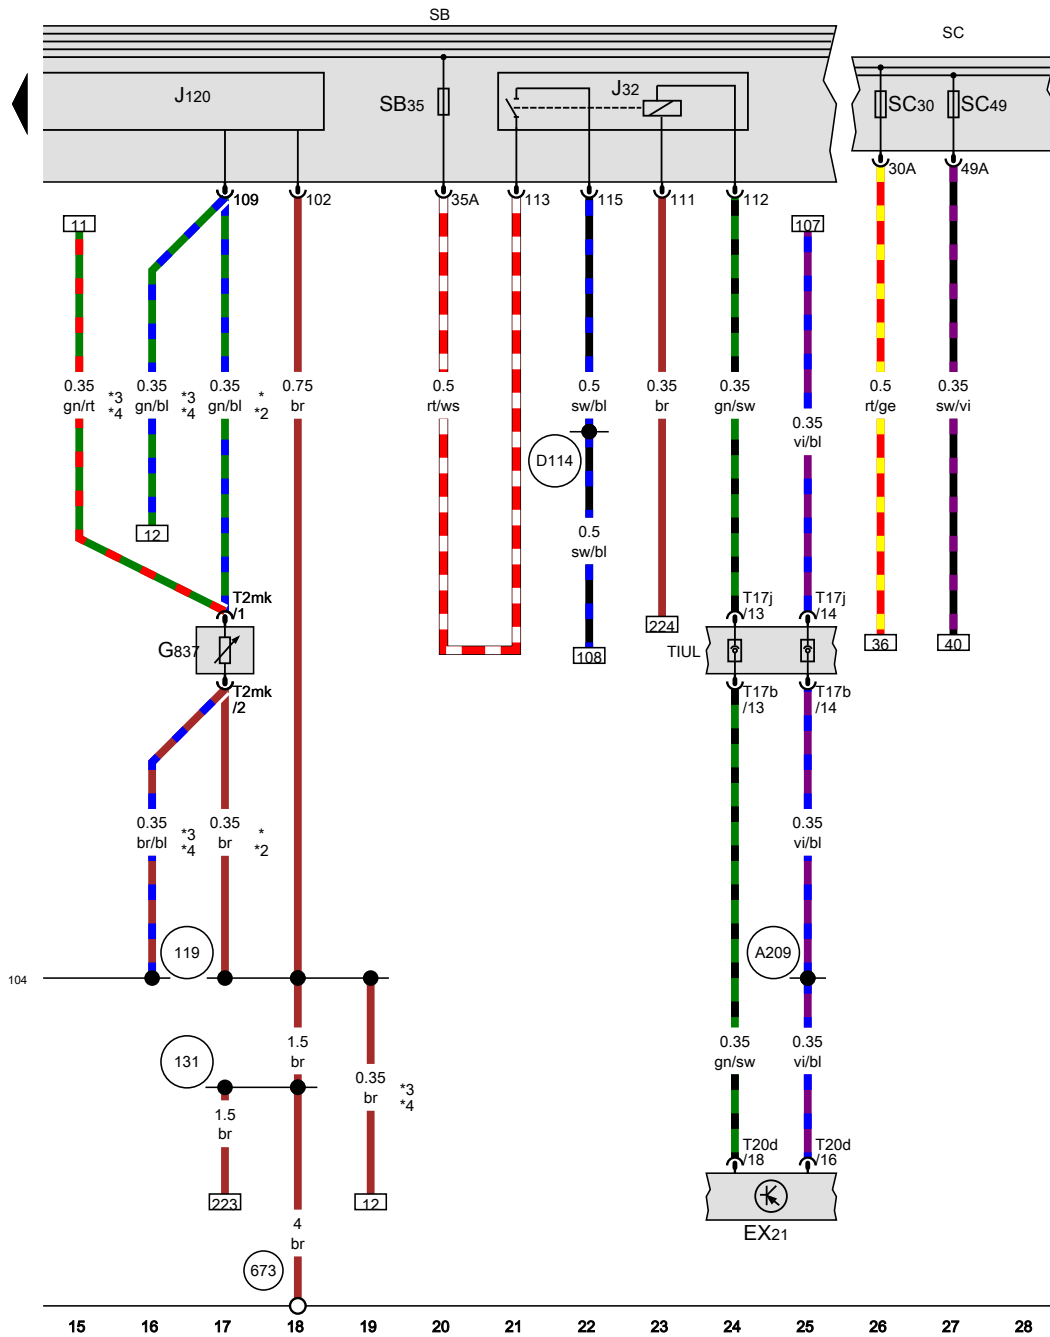 SB
SC
J120
SB35
J32
SC30
SC49
109
102
35A
113
115
111
112
30A
49A
11
107
0.35
gn/rt
*3
*4
0.35
gn/bl
*3
*4
0.35
gn/bl
*
*2
0.75
br
0.5
rt/ws
0.5
sw/bl
0.35
br
0.35
gn/sw
0.35
vi/bl
0.5
rt/ge
0.35
sw/vi
D114
12
0.5
sw/bl
T2mk
/1
T17j
/13
T17j
/14
224
36
40
G837
TIUL
108
T2mk
/2
T17b
/13
T17b
/14
0.35
br/bl
*3
*4
0.35
br
*
*2
0.35
vi/bl
119
A209
104
1.5
br
0.35
gn/sw
0.35
vi/bl
131
0.35
br
*3
*4
1.5
br
T20d
/18
T20d
/16
223
12
4
br
EX21
673
15 16 17 18 19 20 21 22 23 24 25 26 27 28